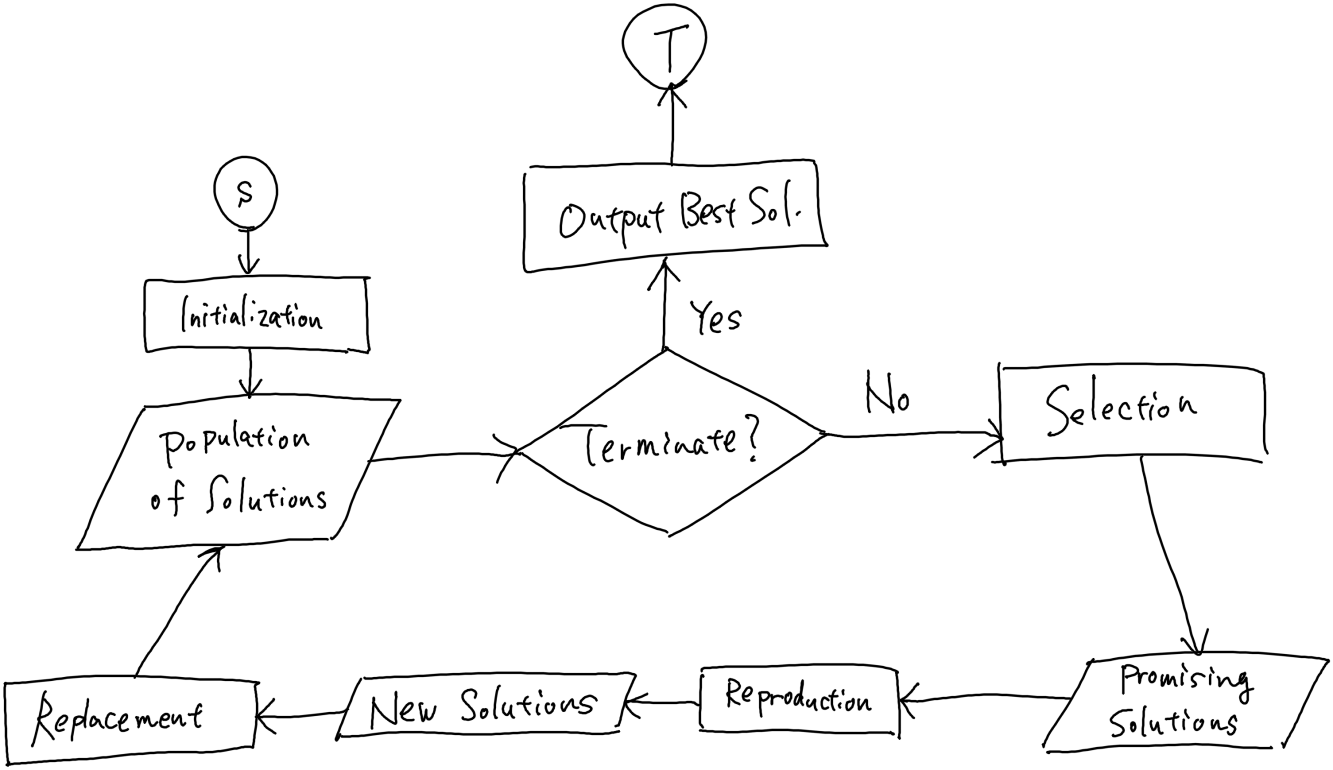 T
S
Output Best Sol.
Initialization
Yes
No
Population
of Solutions
Terminate?
Selection
Promising
Solutions
Reproduction
New Solutions
Replacement